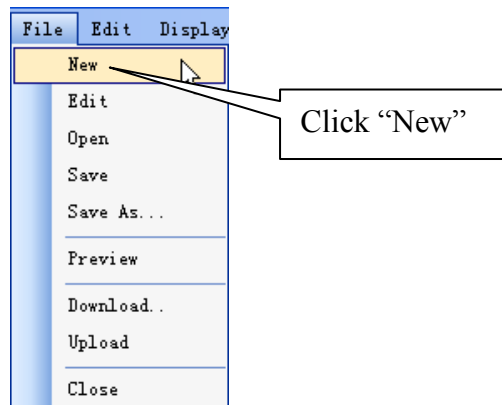 File Edit Display
New
Edit
Open
Save
Save As...
Preview
Download..
Upload
Close
Click “New”